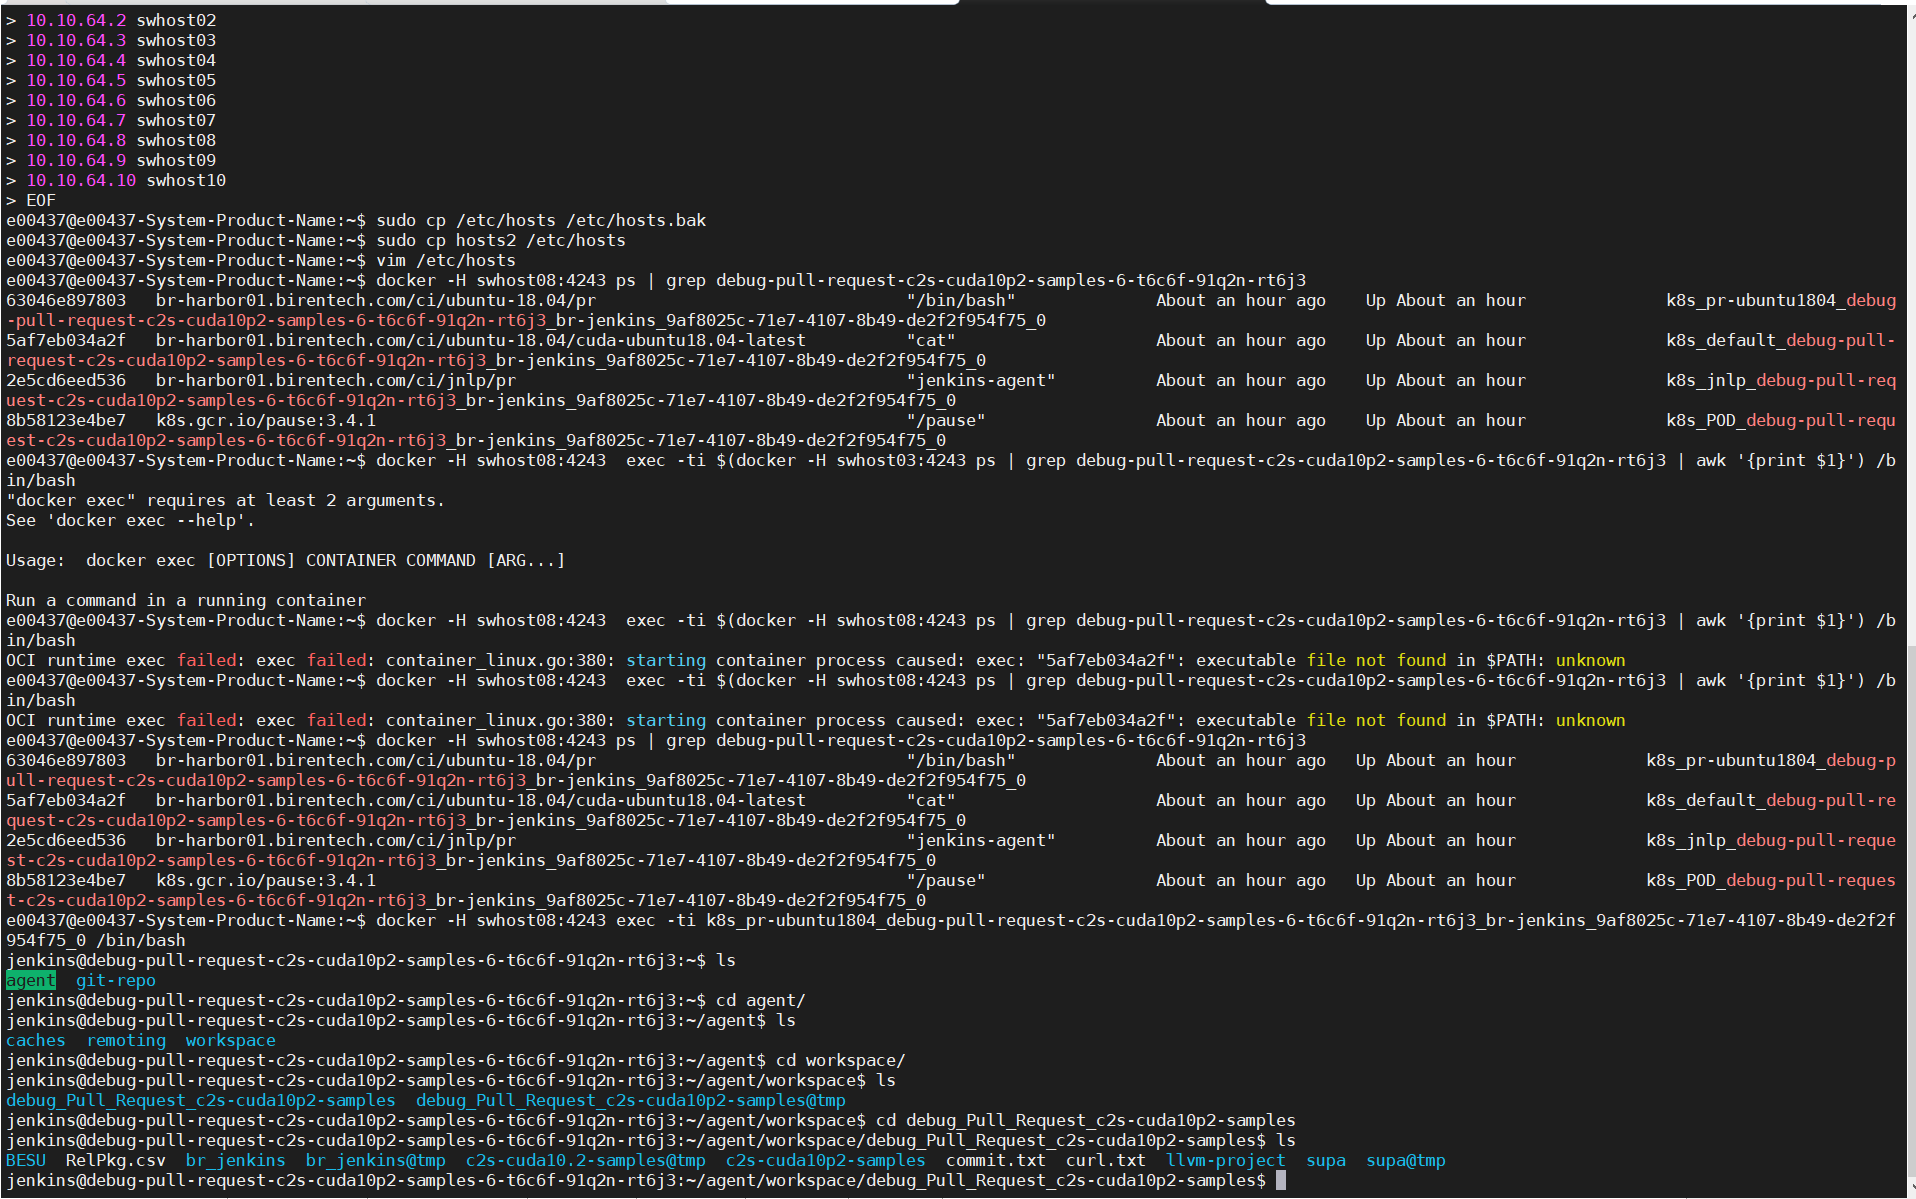 > 10.10.64.2 swhost02
> 10.10.64.3 swhost03
> 10.10.64.4 swhost04
> 10.10.64.5 swhost05
> 10.10.64.6 swhost06
> 10.10.64.7 swhost07
> 10.10.64.8 swhost08
> 10.10.64.9 swhost09
> 10.10.64.10 swhost10
> EOF
e00437@e00437-System-Product-Name:~$ sudo cp /etc/hosts /etc/hosts.bak
e00437@e00437-System-Product-Name:~$ sudo cp hosts2 /etc/hosts
e00437@e00437-System-Product-Name:~$ vim /etc/hosts
e00437@e00437-System-Product-Name:~$ docker -H swhost08:4243 ps | grep debug-pull-request-c2s-cuda10p2-samples-6-t6c6f-91q2n-rt6j3
63046e897803   br-harbor01.birentech.com/ci/ubuntu-18.04/pr                               "/bin/bash"              About an hour ago    Up About an hour              k8s_pr-ubuntu1804_debug
-pull-request-c2s-cuda10p2-samples-6-t6c6f-91q2n-rt6j3_br-jenkins_9af8025c-71e7-4107-8b49-de2f2f954f75_0
5af7eb034a2f   br-harbor01.birentech.com/ci/ubuntu-18.04/cuda-ubuntu18.04-latest          "cat"                    About an hour ago    Up About an hour              k8s_default_debug-pull-
request-c2s-cuda10p2-samples-6-t6c6f-91q2n-rt6j3_br-jenkins_9af8025c-71e7-4107-8b49-de2f2f954f75_0
2e5cd6eed536   br-harbor01.birentech.com/ci/jnlp/pr                                       "jenkins-agent"          About an hour ago    Up About an hour              k8s_jnlp_debug-pull-req
uest-c2s-cuda10p2-samples-6-t6c6f-91q2n-rt6j3_br-jenkins_9af8025c-71e7-4107-8b49-de2f2f954f75_0
8b58123e4be7   k8s.gcr.io/pause:3.4.1                                                     "/pause"                 About an hour ago    Up About an hour              k8s_POD_debug-pull-requ
est-c2s-cuda10p2-samples-6-t6c6f-91q2n-rt6j3_br-jenkins_9af8025c-71e7-4107-8b49-de2f2f954f75_0
e00437@e00437-System-Product-Name:~$ docker -H swhost08:4243  exec -ti $(docker -H swhost03:4243 ps | grep debug-pull-request-c2s-cuda10p2-samples-6-t6c6f-91q2n-rt6j3 | awk '{print $1}') /b
in/bash
"docker exec" requires at least 2 arguments.
See 'docker exec --help'.

Usage:  docker exec [OPTIONS] CONTAINER COMMAND [ARG...]

Run a command in a running container
e00437@e00437-System-Product-Name:~$ docker -H swhost08:4243  exec -ti $(docker -H swhost08:4243 ps | grep debug-pull-request-c2s-cuda10p2-samples-6-t6c6f-91q2n-rt6j3 | awk '{print $1}') /b
in/bash
OCI runtime exec failed: exec failed: container_linux.go:380: starting container process caused: exec: "5af7eb034a2f": executable file not found in $PATH: unknown
e00437@e00437-System-Product-Name:~$ docker -H swhost08:4243  exec -ti $(docker -H swhost08:4243 ps | grep debug-pull-request-c2s-cuda10p2-samples-6-t6c6f-91q2n-rt6j3 | awk '{print $1}') /b
in/bash
OCI runtime exec failed: exec failed: container_linux.go:380: starting container process caused: exec: "5af7eb034a2f": executable file not found in $PATH: unknown
e00437@e00437-System-Product-Name:~$ docker -H swhost08:4243 ps | grep debug-pull-request-c2s-cuda10p2-samples-6-t6c6f-91q2n-rt6j3
63046e897803   br-harbor01.birentech.com/ci/ubuntu-18.04/pr                               "/bin/bash"              About an hour ago   Up About an hour             k8s_pr-ubuntu1804_debug-p
ull-request-c2s-cuda10p2-samples-6-t6c6f-91q2n-rt6j3_br-jenkins_9af8025c-71e7-4107-8b49-de2f2f954f75_0
5af7eb034a2f   br-harbor01.birentech.com/ci/ubuntu-18.04/cuda-ubuntu18.04-latest          "cat"                    About an hour ago   Up About an hour             k8s_default_debug-pull-re
quest-c2s-cuda10p2-samples-6-t6c6f-91q2n-rt6j3_br-jenkins_9af8025c-71e7-4107-8b49-de2f2f954f75_0
2e5cd6eed536   br-harbor01.birentech.com/ci/jnlp/pr                                       "jenkins-agent"          About an hour ago   Up About an hour             k8s_jnlp_debug-pull-reque
st-c2s-cuda10p2-samples-6-t6c6f-91q2n-rt6j3_br-jenkins_9af8025c-71e7-4107-8b49-de2f2f954f75_0
8b58123e4be7   k8s.gcr.io/pause:3.4.1                                                     "/pause"                 About an hour ago   Up About an hour             k8s_POD_debug-pull-reques
t-c2s-cuda10p2-samples-6-t6c6f-91q2n-rt6j3_br-jenkins_9af8025c-71e7-4107-8b49-de2f2f954f75_0
e00437@e00437-System-Product-Name:~$ docker -H swhost08:4243 exec -ti k8s_pr-ubuntu1804_debug-pull-request-c2s-cuda10p2-samples-6-t6c6f-91q2n-rt6j3_br-jenkins_9af8025c-71e7-4107-8b49-de2f2f
954f75_0 /bin/bash
jenkins@debug-pull-request-c2s-cuda10p2-samples-6-t6c6f-91q2n-rt6j3:~$ ls
agent  git-repo
jenkins@debug-pull-request-c2s-cuda10p2-samples-6-t6c6f-91q2n-rt6j3:~$ cd agent/
jenkins@debug-pull-request-c2s-cuda10p2-samples-6-t6c6f-91q2n-rt6j3:~/agent$ ls
caches  remoting  workspace
jenkins@debug-pull-request-c2s-cuda10p2-samples-6-t6c6f-91q2n-rt6j3:~/agent$ cd workspace/
jenkins@debug-pull-request-c2s-cuda10p2-samples-6-t6c6f-91q2n-rt6j3:~/agent/workspace$ ls
debug_Pull_Request_c2s-cuda10p2-samples  debug_Pull_Request_c2s-cuda10p2-samples@tmp
jenkins@debug-pull-request-c2s-cuda10p2-samples-6-t6c6f-91q2n-rt6j3:~/agent/workspace$ cd debug_Pull_Request_c2s-cuda10p2-samples
jenkins@debug-pull-request-c2s-cuda10p2-samples-6-t6c6f-91q2n-rt6j3:~/agent/workspace/debug_Pull_Request_c2s-cuda10p2-samples$ ls
BESU  RelPkg.csv  br_jenkins  br_jenkins@tmp  c2s-cuda10.2-samples@tmp  c2s-cuda10p2-samples  commit.txt  curl.txt  llvm-project  supa  supa@tmp
jenkins@debug-pull-request-c2s-cuda10p2-samples-6-t6c6f-91q2n-rt6j3:~/agent/workspace/debug_Pull_Request_c2s-cuda10p2-samples$